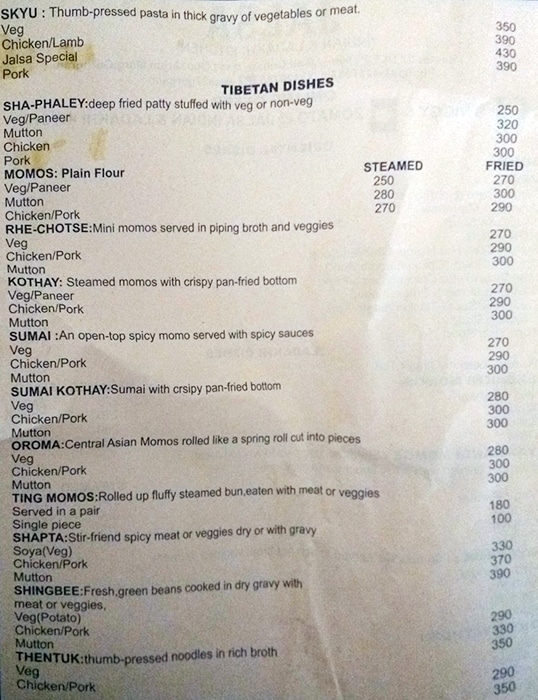 SKYU : Thumb-pressed pasta in thick gravy of vegetables or meat.
Veg 350
Chicken/Lamb 390
Jalsa Special 430
Pork 390
TIBETAN DISHES
SHA-PHALEY:deep fried patty stuffed with veg or non-veg
Veg/Paneer 250
Mutton 320
Chicken 300
Pork 300
MOMOS: Plain Flour STEAMED FRIED
Veg/Paneer 250 270
Mutton 280 300
Chicken/Pork 270 290
RHE-CHOTSE:Mini momos served in piping broth and veggies
Veg 270
Chicken/Pork 290
Mutton 300
KOTHAY: Steamed momos with crispy pan-fried bottom
Veg/Paneer 270
Chicken/Pork 290
Mutton 300
SUMAI :An open-top spicy momo served with spicy sauces
Veg 270
Chicken/Pork 290
Mutton 300
SUMAI KOTHAY:Sumai with crsipy pan-fried bottom
Veg 280
Chicken/Pork 300
Mutton 300
OROMA:Central Asian Momos rolled like a spring roll cut into pieces
Veg 280
Chicken/Pork 300
Mutton 300
TING MOMOS:Rolled up fluffy steamed bun,eaten with meat or veggies
Served in a pair 180
Single piece 100
SHAPTA:Stir-friend spicy meat or veggies dry or with gravy
Soya(Veg) 330
Chicken/Pork 370
Mutton 390
SHINGBEE:Fresh,green beans cooked in dry gravy with
meat or veggies,
Veg(Potato) 290
Chicken/Pork 330
Mutton 350
THENTUK:thumb-pressed noodles in rich broth
Veg 290
Chicken/Pork 350